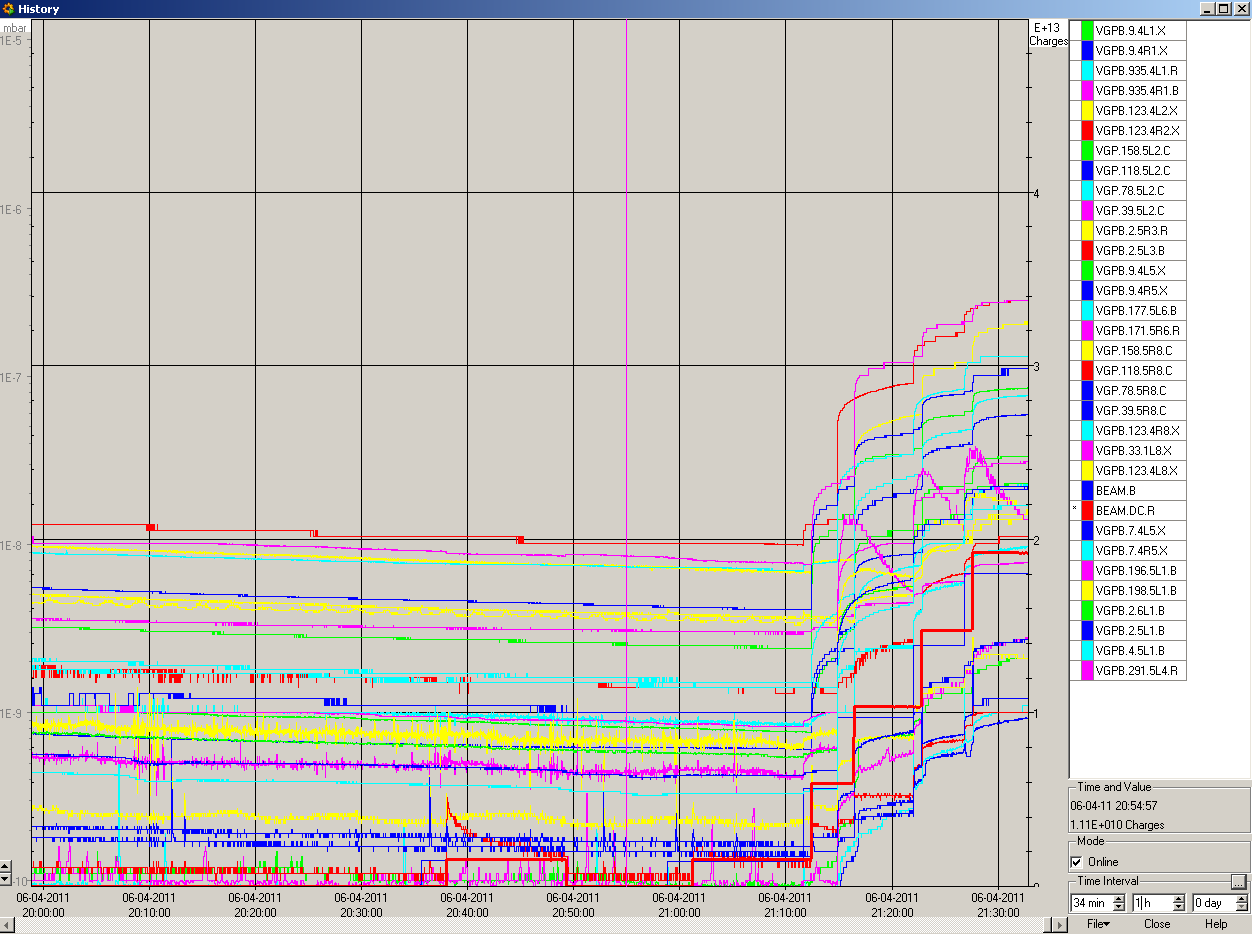 History
mbar
1E-5
1E-6
1E-7
1E-8
1E-9
-10
E+13
Charges
4
3
2
1
0
06-04-2011 06-04-2011 06-04-2011 06-04-2011 06-04-2011 06-04-2011 06-04-2011 06-04-2011 06-04-2011 06-04-2011
20:00:00 20:10:00 20:20:00 20:30:00 20:40:00 20:50:00 21:00:00 21:10:00 21:20:00 21:30:00
VGPB.9.4L1.X
VGPB.9.4R1.X
VGPB.935.4L1.R
VGPB.935.4R1.B
VGPB.123.4L2.X
VGPB.123.4R2.X
VGP.158.5L2.C
VGP.118.5L2.C
VGP.78.5L2.C
VGP.39.5L2.C
VGPB.2.5R3.R
VGPB.2.5L3.B
VGPB.9.4L5.X
VGPB.9.4R5.X
VGPB.177.5L6.B
VGPB.171.5R6.R
VGP.158.5R8.C
VGP.118.5R8.C
VGP.78.5R8.C
VGP.39.5R8.C
VGPB.123.4R8.X
VGPB.33.1L8.X
VGPB.123.4L8.X
BEAM.B
* BEAM.DC.R
VGPB.7.4L5.X
VGPB.7.4R5.X
VGPB.196.5L1.B
VGPB.198.5L1.B
VGPB.2.6L1.B
VGPB.2.5L1.B
VGPB.4.5L1.B
VGPB.291.5L4.R
Time and Value
06-04-11 20:54:57
1.11E+010 Charges
Mode
Online
Time Interval
...
34 min 1 h 0 day
File Close Help